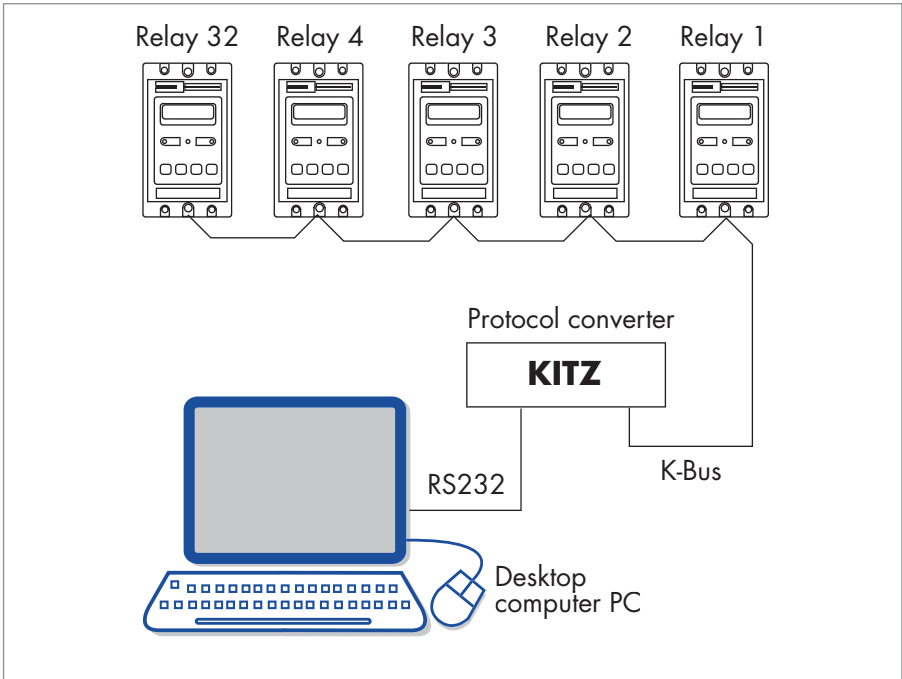 Relay 32 Relay 4 Relay 3 Relay 2 Relay 1
Protocol converter
KITZ
K-Bus
RS232
Desktop
computer PC